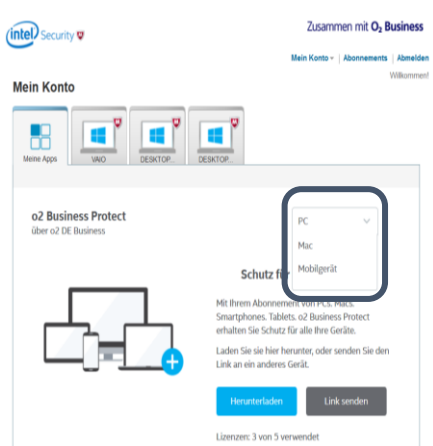 intel Security
Zusammen mit O₂ Business
Mein Konto | Abonnements | Abmelden
Willkommen!
Mein Konto
Meine Apps
VAIO
DESKTOP...
DESKTOP...
o2 Business Protect
über o2 DE Business
PC
Mac
Mobilgerät
Schutz
Mit Ihrem Abonnement von PCs, Macs,
Smartphones, Tablets, o2 Business Protect
erhalten Sie Schutz für alle Ihre Geräte.
Laden Sie sie hier herunter, oder senden Sie den
Link an ein anderes Gerät.
Herunterladen
Link senden
Lizenzen: 3 von 5 verwendet